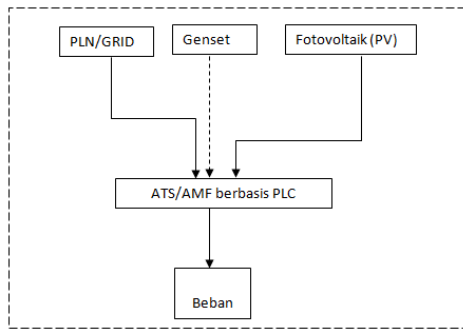 PLN/GRID
Genset
Fotovoltaik (PV)
ATS/AMF berbasis PLC
Beban